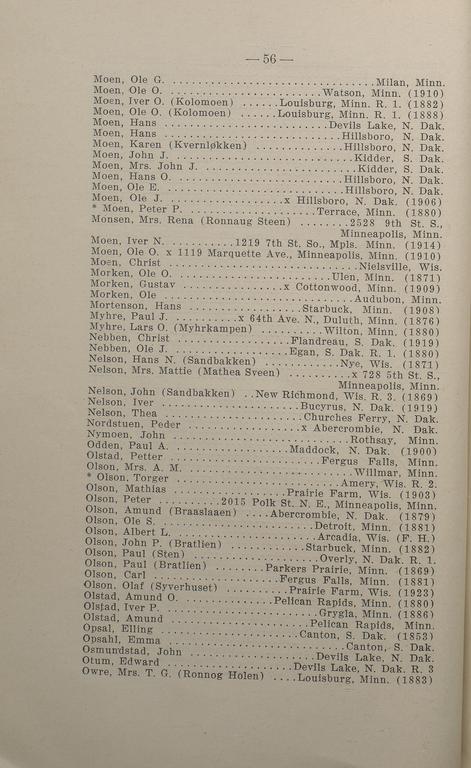 — 56 —
Moen, Ole G. ..............................Milan, Minn.
Moen, Ole O. ........................Watson, Minn. (1910)
Moen, Iver O. (Kolomoen) ......Louisburg, Minn. R. 1. (1882)
Moen, Ole O. (Kolomoen) ......Louisburg, Minn. R. 1. (1888)
Moen, Hans ..........................Devils Lake, N. Dak.
Moen, Hans ............................Hillsboro, N. Dak.
Moen, Karen (Kvernløkken) .............Hillsboro, N. Dak.
Moen, John J. ............................Kidder, S. Dak.
Moen, Mrs. John J. ........................Kidder, S. Dak.
Moen, Hans O. ..........................Hillsboro, N. Dak.
Moen, Ole E. ............................Hillsboro, N. Dak.
Moen, Ole J. ..................x Hillsboro, N. Dak. (1906)
* Moen, Peter P. .....................Terrace, Minn. (1880)
Monsen, Mrs. Rena (Ronnaug Steen) ........2528 9th St. S.,
Minneapolis, Minn.
Moen, Iver N. ..........1219 7th St. So., Mpls. Minn. (1914)
Moen, Ole O. x 1119 Marquette Ave., Minneapolis, Minn. (1910)
Moen, Christ ..............................Nielsville, Wis.
Morken, Ole O. .......................Ulen, Minn. (1871)
Morken, Gustav ................x Cottonwood, Minn. (1909)
Morken, Ole .............................Audubon, Minn.
Mortenson, Hans ..................Starbuck, Minn. (1908)
Myhre, Paul J. ..........x 64th Ave. N., Duluth, Minn. (1876)
Myhre, Lars O. (Myhrkampen) ..........Wilton, Minn. (1880)
Nebben, Christ .................Flandreau, S. Dak. (1919)
Nebben, Ole J. .................Egan, S. Dak. R. 1. (1880)
Nelson, Hans N. (Sandbakken) ............Nye, Wis. (1871)
Nelson, Mrs. Mattie (Mathea Sveen) ..........x 728 5th St. S.,
Minneapolis, Minn.
Nelson, John (Sandbakken) ..New Richmond, Wis. R. 3. (1869)
Nelson, Iver ....................Bucyrus, N. Dak. (1919)
Nelson, Thea .....................Churches Ferry, N. Dak.
Nordstuen, Peder ....................x Abercrombie, N. Dak.
Nymoen, John ............................Rothsay, Minn.
Odden, Paul A. ...................Maddock, N. Dak. (1900)
Olstad, Petter ........................Fergus Falls, Minn.
Olson, Mrs. A. M. .........................Willmar, Minn.
* Olson, Torger ........................Amery, Wis. R. 2.
Olson, Mathias .................Prairie Farm, Wis. (1903)
Olson, Peter ..........2015 Polk St. N. E., Minneapolis, Minn.
Olson, Amund (Braaslaaen) ....Abercrombie, N. Dak. (1879)
Olson, Ole S. .......................Detroit, Minn. (1881)
Olson, Albert L. .......................Arcadia, Wis. (F. H.)
Olson, John P. (Bratlien) ..............Starbuck, Minn. (1882)
Olson, Paul (Sten) ....................Overly, N. Dak. R. 1.
Olson, Paul (Bratlien) ........Parkers Prairie, Minn. (1869)
Olson, Carl ....................Fergus Falls, Minn. (1881)
Olson, Olaf (Syverhuset) ..........Prairie Farm, Wis. (1923)
Olstad, Amund O. .............Pelican Rapids, Minn. (1880)
Olstad, Iver P. ......................Grygla, Minn. (1886)
Olstad, Amund .....................Pelican Rapids, Minn.
Opsal, Elling ....................Canton, S. Dak. (1853)
Opsahl, Emma ..........................Canton, S. Dak.
Osmundstad, John ...................Devils Lake, N. Dak.
Otum, Edward ..................Devils Lake, N. Dak. R. 3
Owre, Mrs. T. G. (Ronnog Holen) ....Louisburg, Minn. (1883)